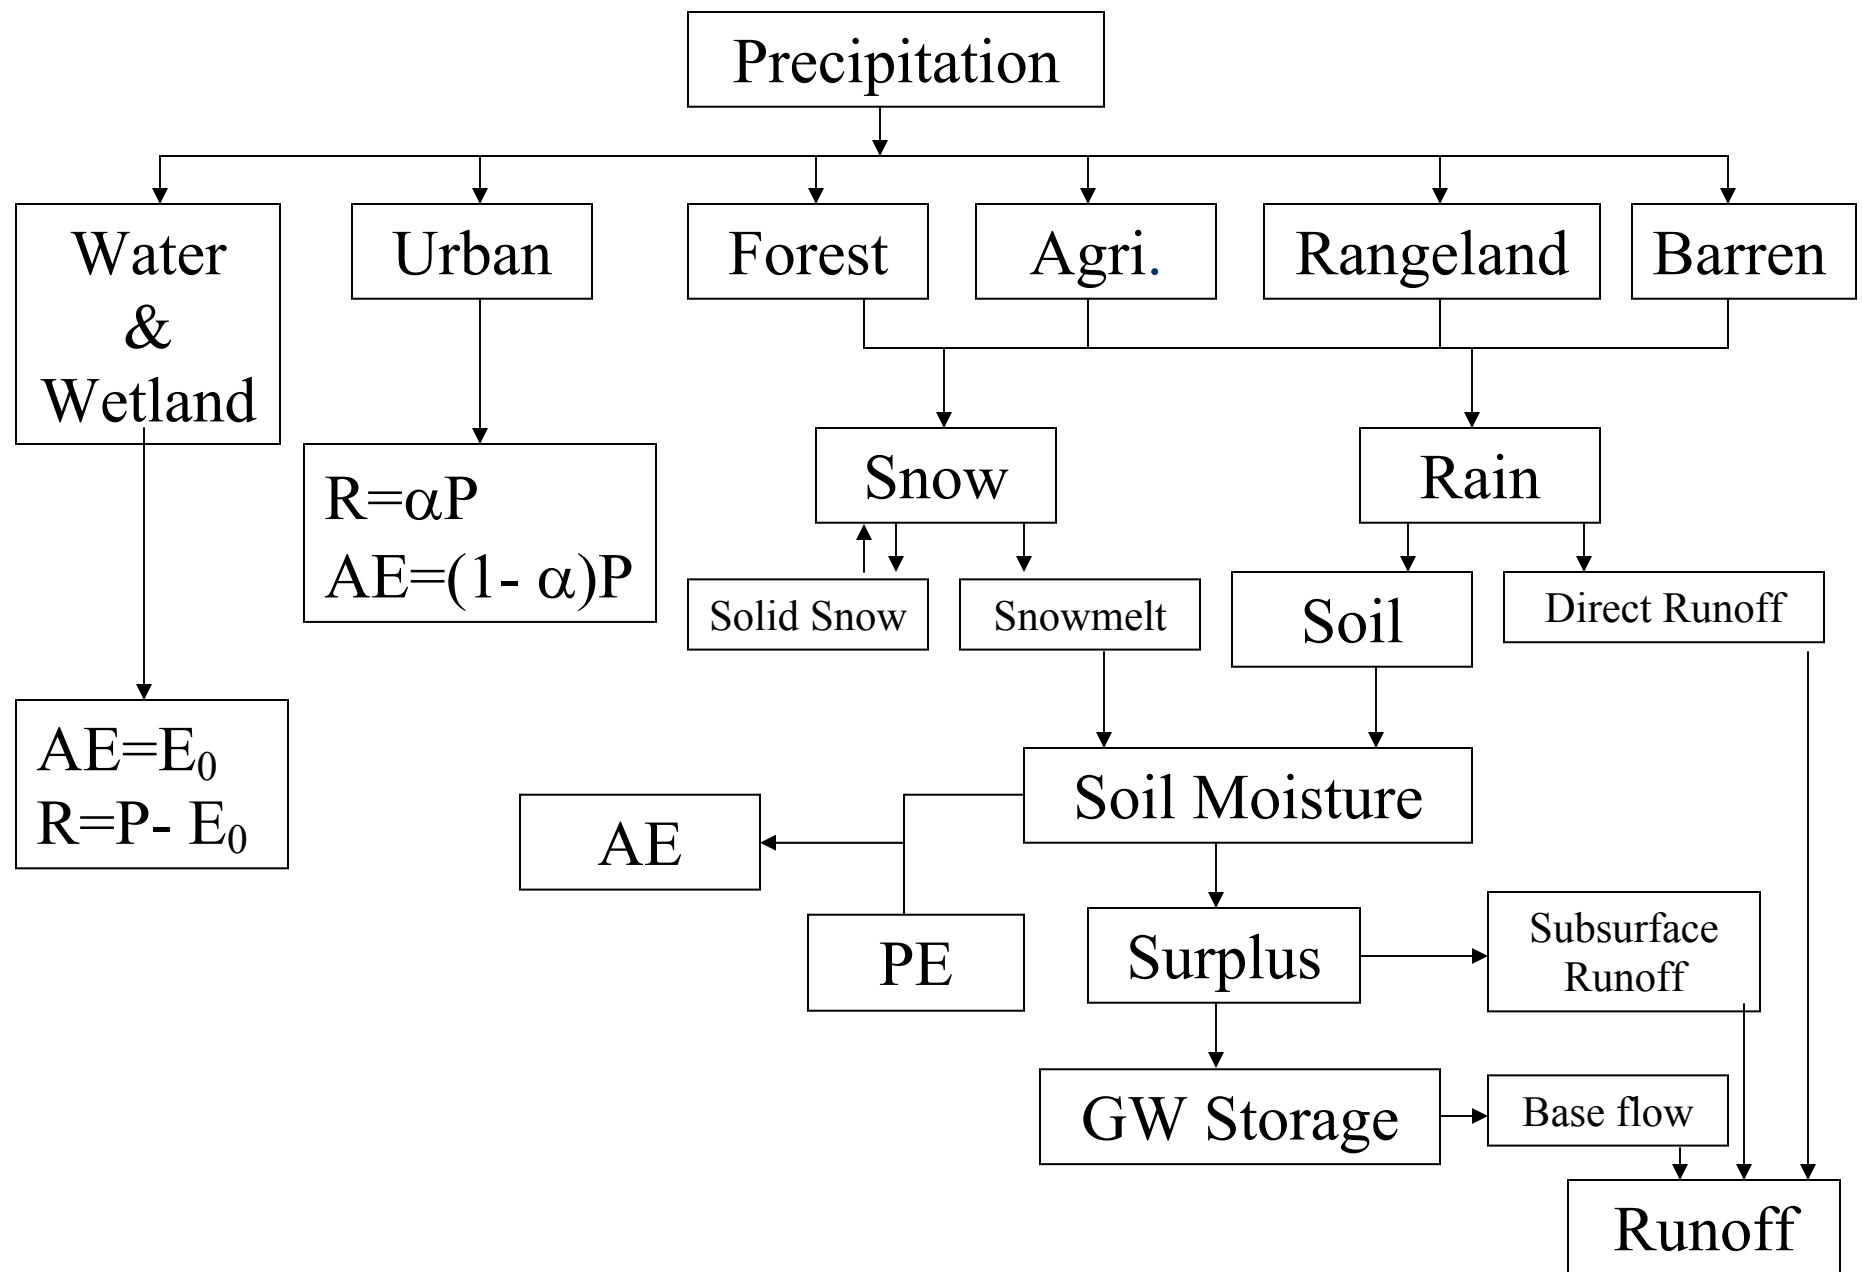 Precipitation
Water
&
Wetland
Urban
Forest
Agri.
Rangeland
Barren
R=αP
AE=(1- α)P
Snow
Rain
Solid Snow
Snowmelt
Soil
Direct Runoff
AE=E₀
R=P- E₀
Soil Moisture
AE
PE
Surplus
Subsurface
Runoff
GW Storage
Base flow
Runoff